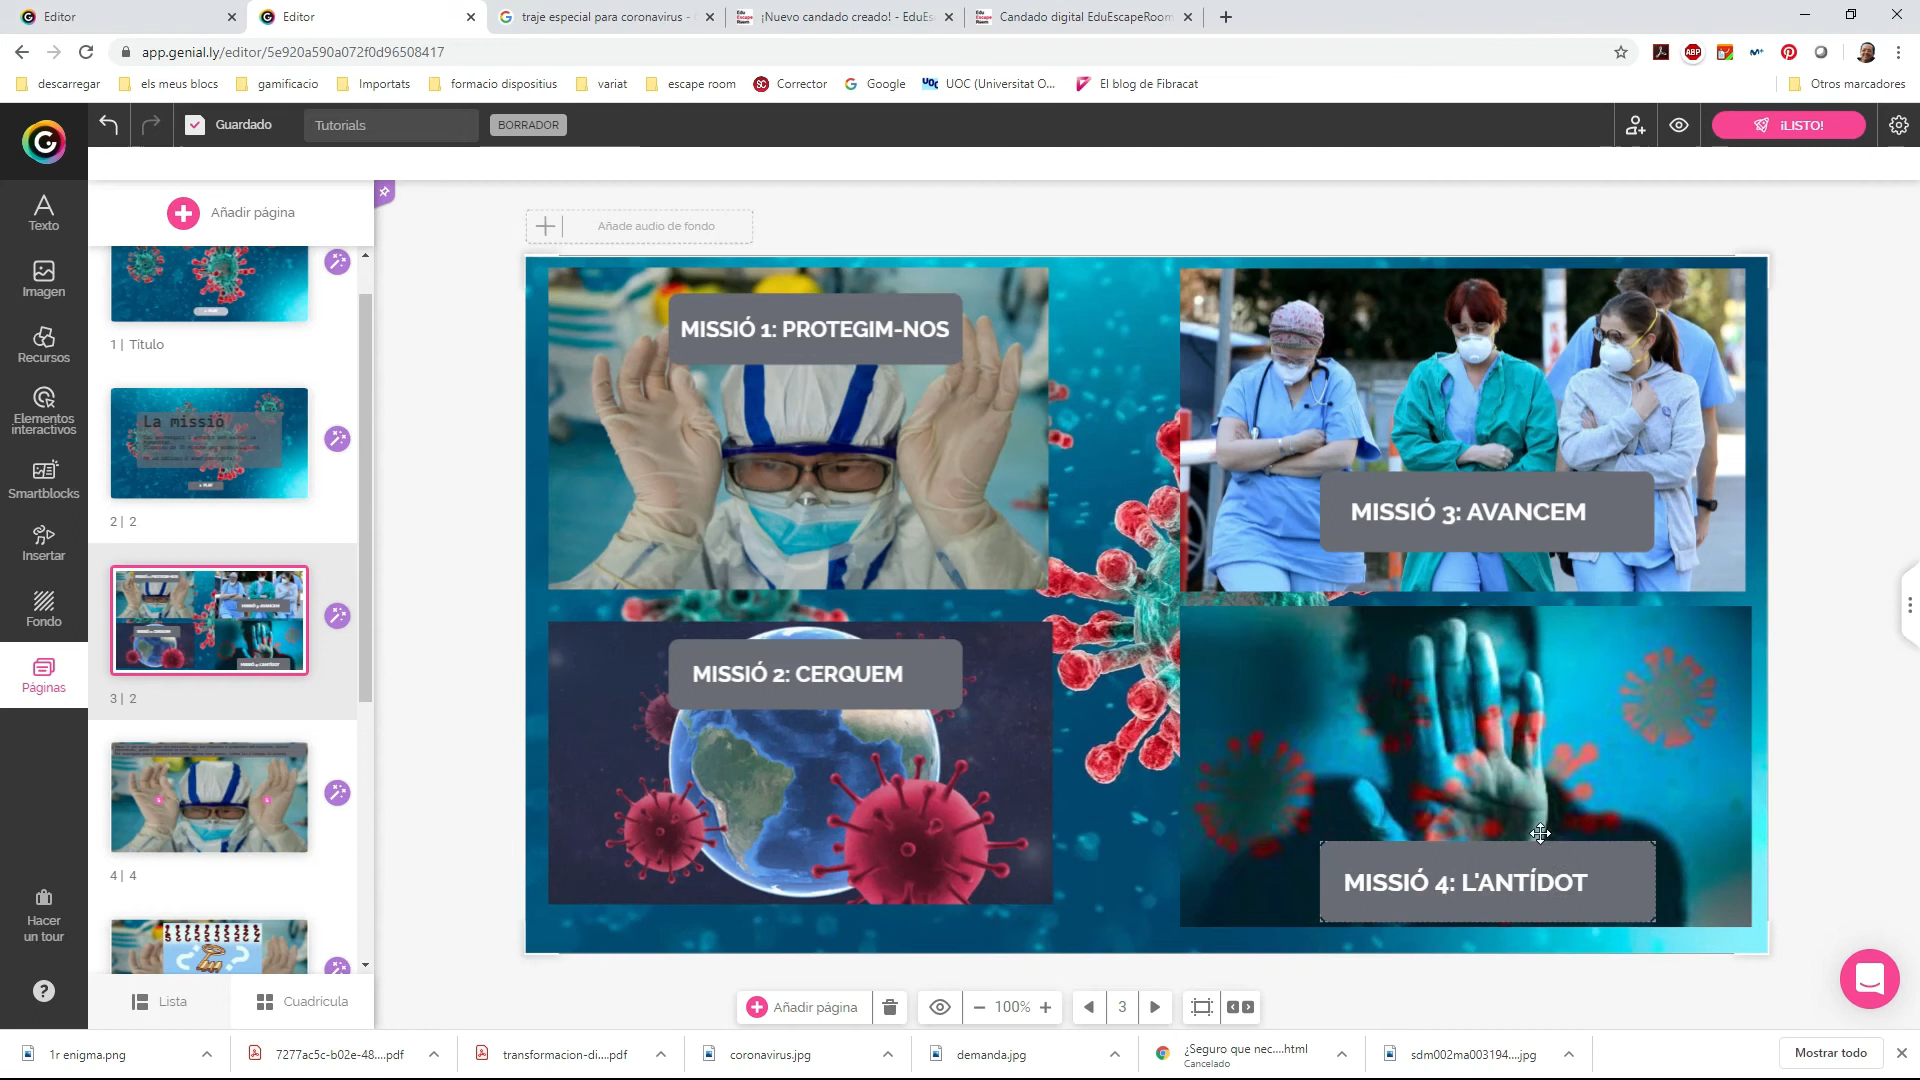 Editor
Editor
traje especial para coronavirus -
¡Nuevo candado creado! - EduEs
Candado digital EduEscapeRoom
app.genial.ly/editor/5e920a590a072f0d96508417
ABP
descargar
els meus blocs
gamificacio
Importats
formacio dispositius
variat
escape room
Corrector
Google
UOC (Universitat O...
El blog de Fibracat
Otros marcadores
Guardado
Tutorials
BORRADOR
¡LISTO!
Texto
Imagen
Recursos
Elementos
interactivos
Smartblocks
Insertar
Fondo
Páginas
Hacer
un tour
Añadir página
1 | Título
La missió
2 | 2
3 | 2
4 | 4
Lista
Cuadrícula
Añade audio de fondo
MISSIÓ 1: PROTEGIM-NOS
MISSIÓ 3: AVANCEM
MISSIÓ 2: CERQUEM
MISSIÓ 4: L'ANTÍDOT
Añadir página
100%
3
1r enigma.png
7277ac5c-b02e-48....pdf
transformacion-di....pdf
coronavirus.jpg
demanda.jpg
¿Seguro que nec....html
Cancelado
sdm002ma003194....jpg
Mostrar todo